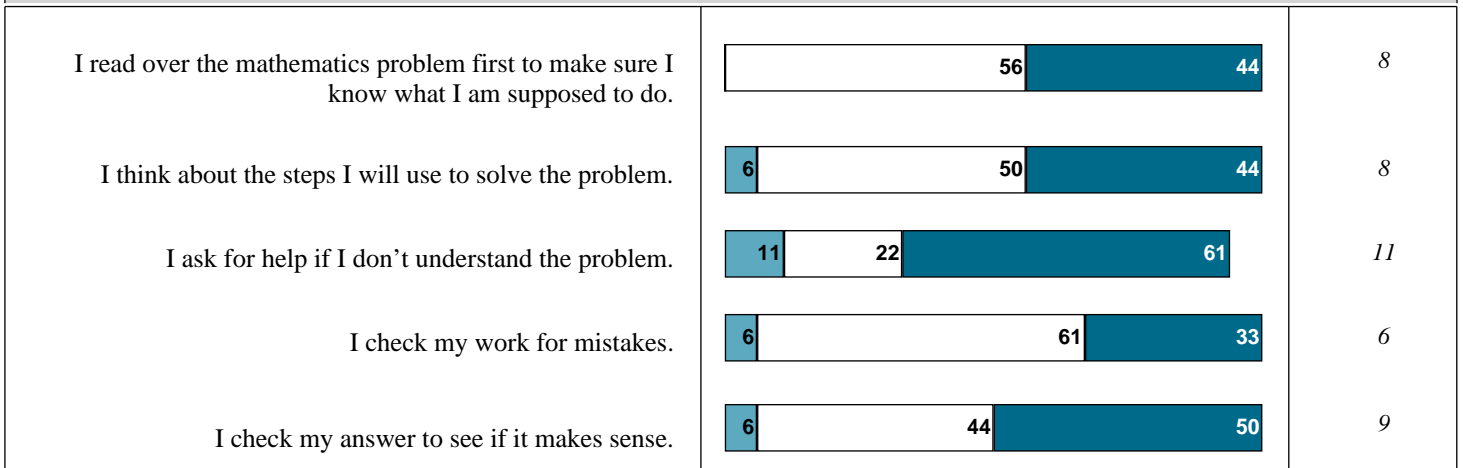 I read over the mathematics problem first to make sure I
know what I am supposed to do.
56 44
8
I think about the steps I will use to solve the problem.
6 50 44
8
I ask for help if I don’t understand the problem.
11 22 61
11
I check my work for mistakes.
6 61 33
6
I check my answer to see if it makes sense.
6 44 50
9